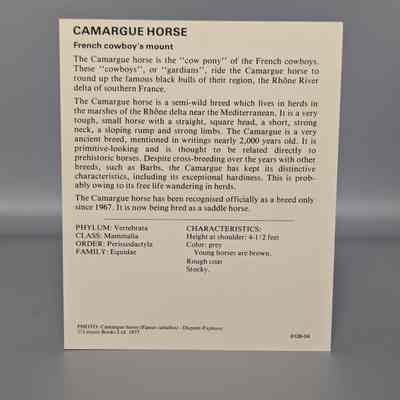 CAMARGUE HORSE
French cowboy's mount
The Camargue horse is the "cow pony" of the French cowboys.
These "cowboys", or "gardians", ride the Camargue horse to
round up the famous black bulls of their region, the Rhône River
delta of southern France.
The Camargue horse is a semi-wild breed which lives in herds in
the marshes of the Rhône delta near the Mediterranean. It is a very
tough, small horse with a straight, square head, a short, strong
neck, a sloping rump and strong limbs. The Camargue is a very
ancient breed, mentioned in writings nearly 2,000 years old. It is
primitive-looking and is thought to be related directly to
prehistoric horses. Despite cross-breeding over the years with other
breeds, such as Barbs, the Camargue has kept its distinctive
characteristics, including its exceptional hardiness. This is prob-
ably owing to its free life wandering in herds.
The Camargue horse has been recognised officially as a breed only
since 1967. It is now being bred as a saddle horse.
PHYLUM: Vertebrata
CLASS: Mammalia
ORDER: Perissodactyla
FAMILY: Equidae
CHARACTERISTICS:
Height at shoulder: 4-1/2 feet
Color: grey
Young horses are brown.
Rough coat
Stocky.
PHOTO: Camargue horse (Equus caballus)
Books Ltd. 1977